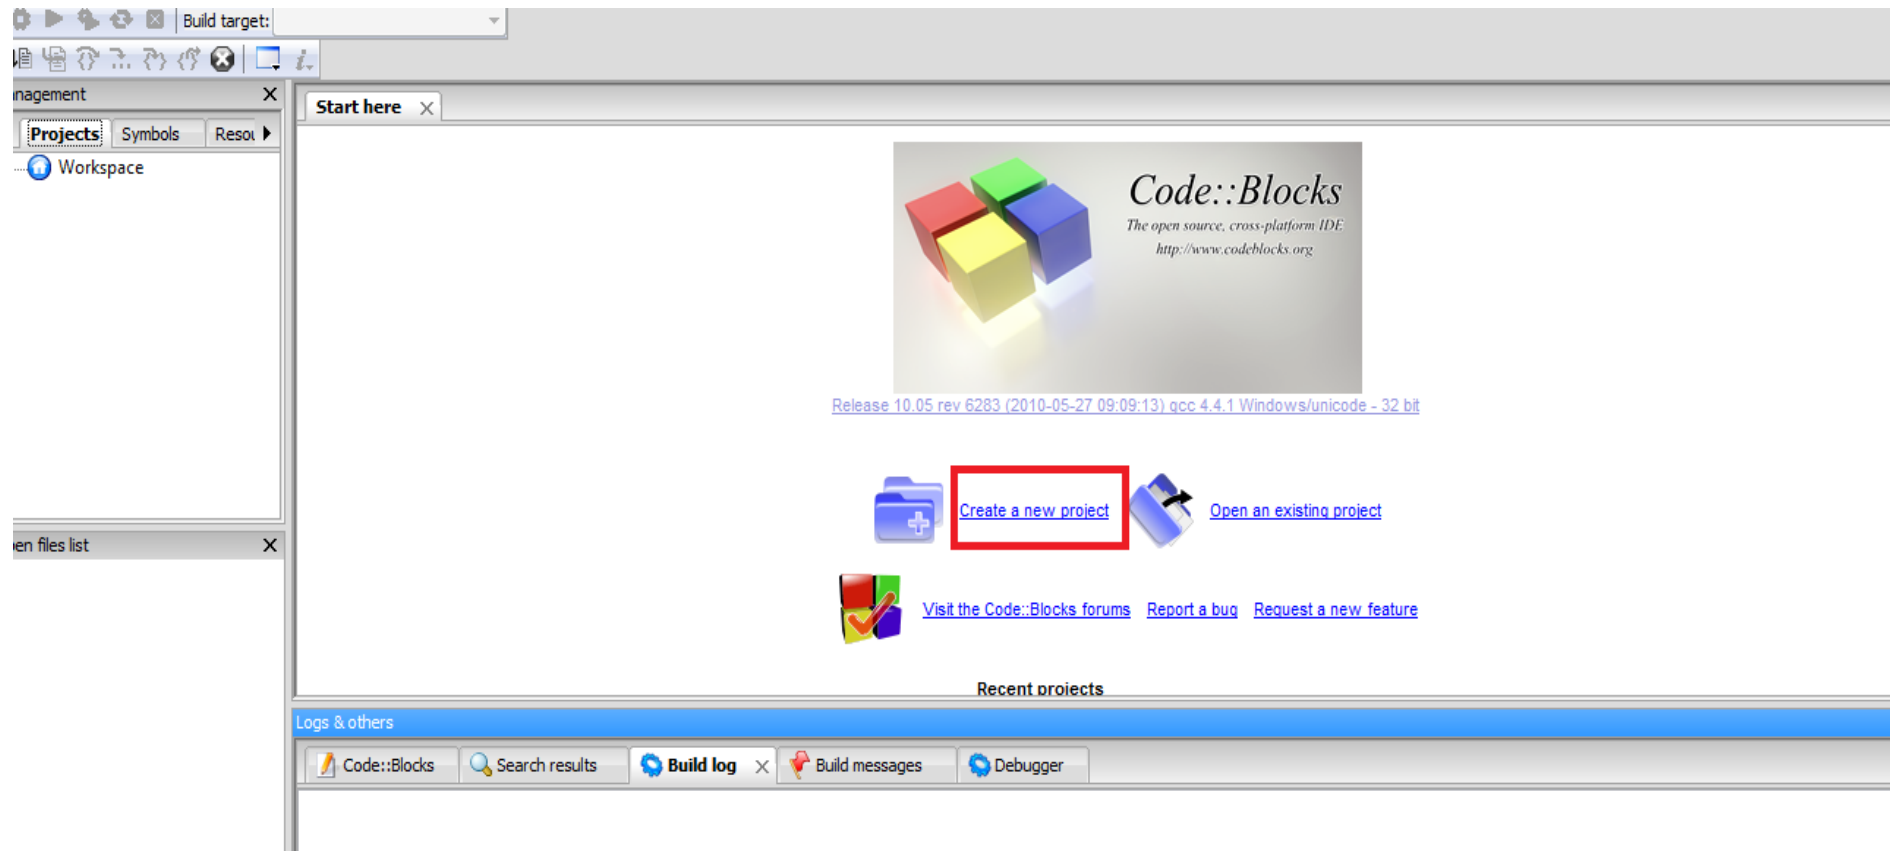 Build target:
Management
Projects Symbols
Workspace
Start here
Code::Blocks
The open source, cross-platform IDE
http://www.codeblocks.org
Release 10.05 rev 6283 (2010-05-27 09:09:13) gcc 4.4.1 Windows/unicode - 32 bit
Create a new project
Open an existing project
Visit the Code::Blocks forums Report a bug Request a new feature
Recent projects
files list
Logs & others
Code::Blocks Search results Build log Build messages Debugger